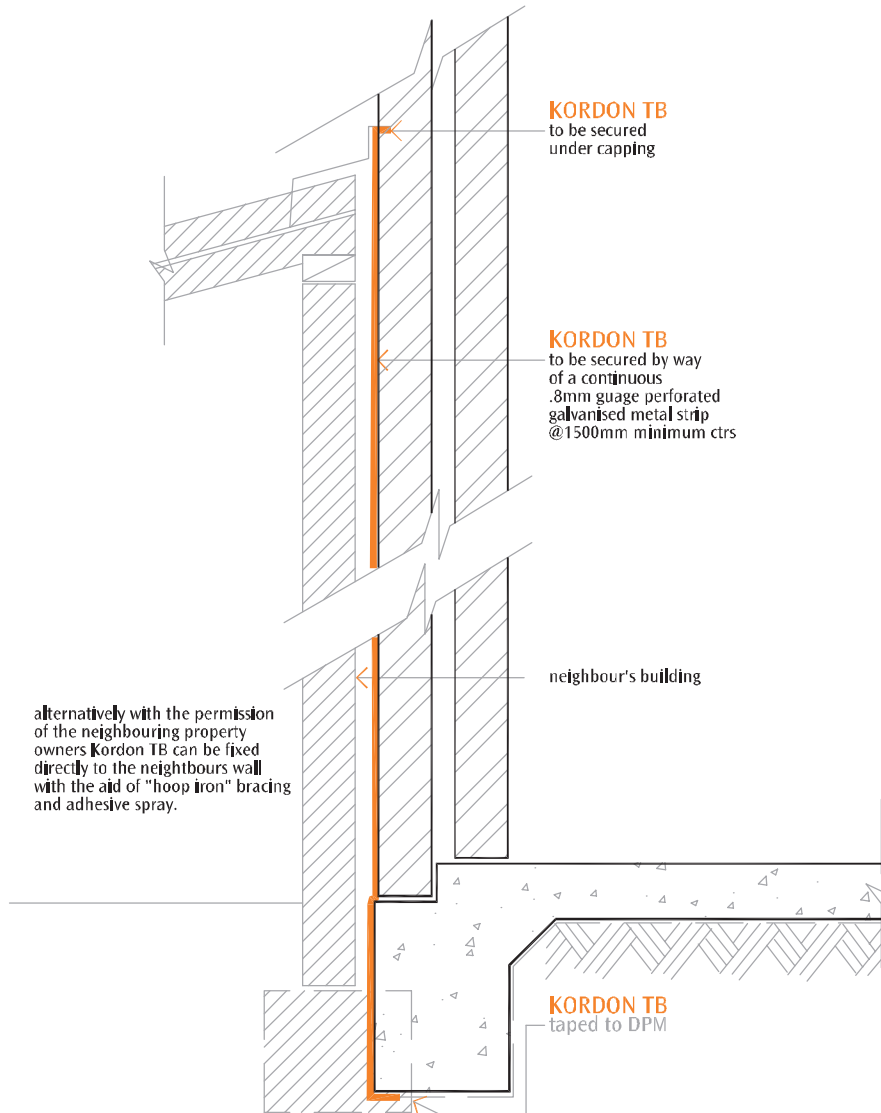 KORDON TB
to be secured
under capping
KORDON TB
to be secured by way
of a continuous
.8mm guage perforated
galvanised metal strip
@1500mm minimum ctrs
neighbour's building
alternatively with the permission
of the neighbouring property
owners Kordon TB can be fixed
directly to the neightbours wall
with the aid of "hoop iron" bracing
and adhesive spray.
KORDON TB
taped to DPM